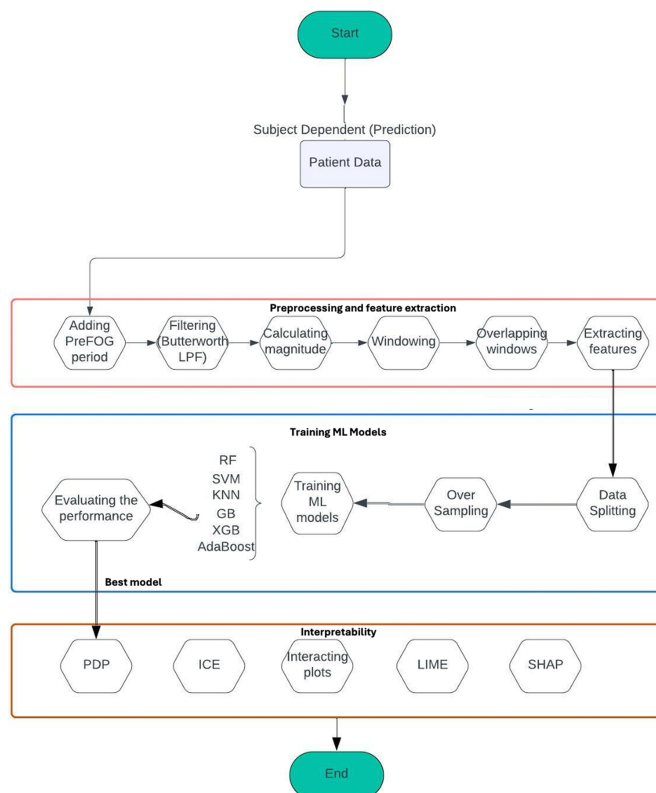 Start
Subject Dependent (Prediction)
Patient Data
Preprocessing and feature extraction
Adding
PreFOG
period
Filtering
(Butterworth
LPF)
Calculating
magnitude
Windowing
Overlapping
windows
Extracting
features
Training ML Models
Evaluating the
performance
RF
SVM
KNN
GB
XGB
AdaBoost
Training
ML
models
Over
Sampling
Data
Splitting
Best model
Interpretability
PDP
ICE
Interacting
plots
LIME
SHAP
End